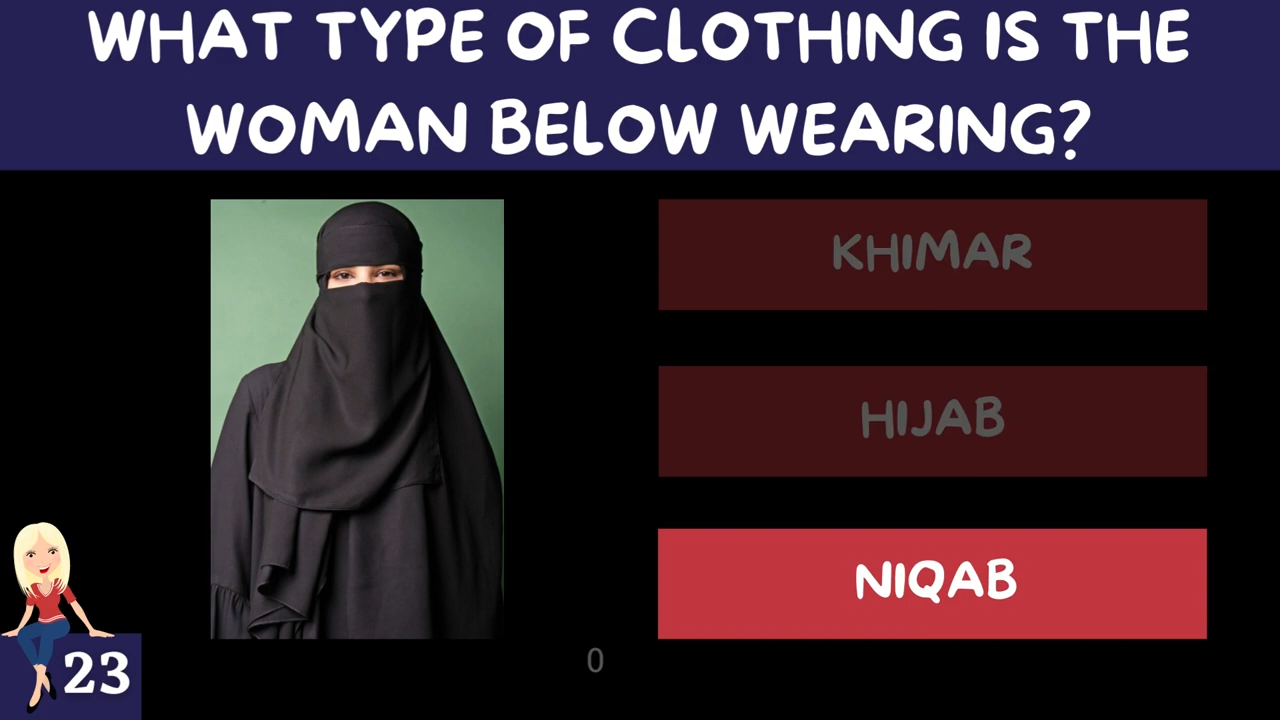 WHAT TYPE OF CLOTHING IS THE
WOMAN BELOW WEARING?
KHIMAR
HIJAB
NIQAB
0
23